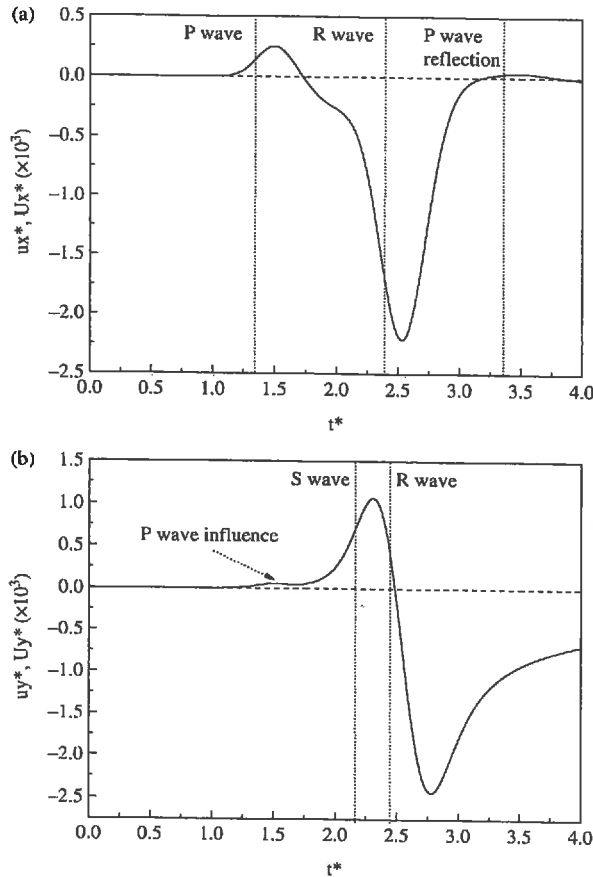 (a)
0.5
0.0
−0.5
−1.0
−1.5
−2.0
−2.5
ux*, Ux* (×10³)
P wave
R wave
P wave
reflection
0.0 0.5 1.0 1.5 2.0 2.5 3.0 3.5 4.0
t*
(b)
1.5
1.0
0.5
0.0
−0.5
−1.0
−1.5
−2.0
−2.5
uy*, Uy* (×10³)
S wave
R wave
P wave influence
0.0 0.5 1.0 1.5 2.0 2.5 3.0 3.5 4.0
t*